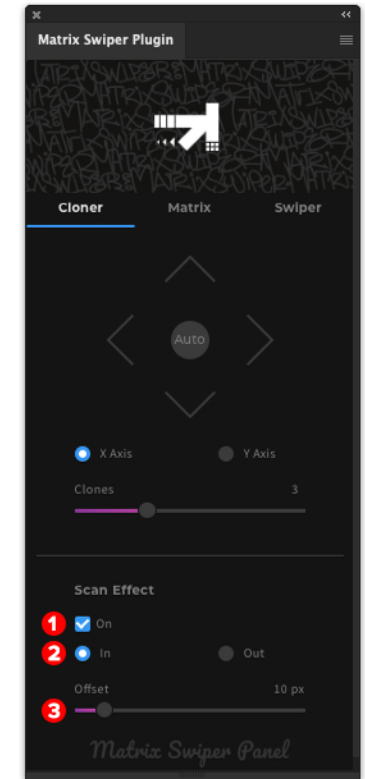 Matrix Swiper Plugin
Cloner Matrix Swiper
Auto
X Axis Y Axis
Clones 3
Scan Effect
1 On
2 In Out
Offset 10 px
3
Matrix Swiper Panel